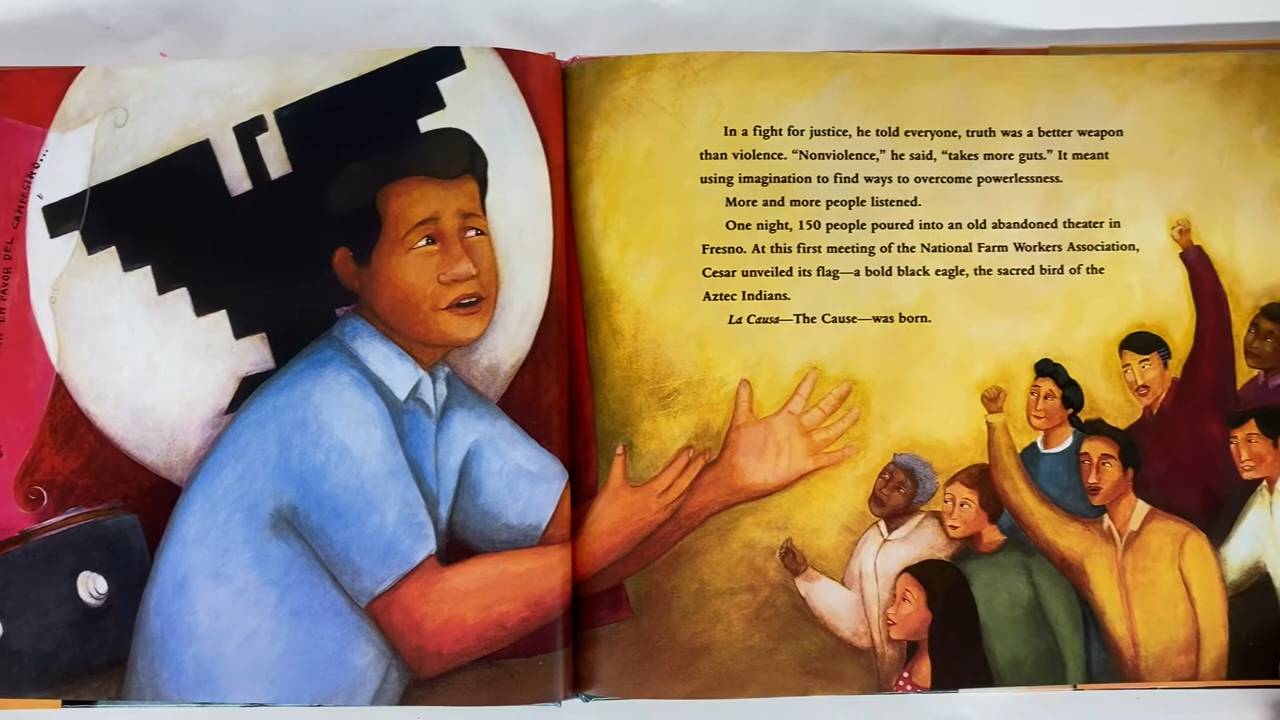 EN FAVOR DEL CAMPESINO...
In a fight for justice, he told everyone, truth was a better weapon
than violence. “Nonviolence,” he said, “takes more guts.” It meant
using imagination to find ways to overcome powerlessness.
More and more people listened.
One night, 150 people poured into an old abandoned theater in
Fresno. At this first meeting of the National Farm Workers Association,
Cesar unveiled its flag—a bold black eagle, the sacred bird of the
Aztec Indians.
La Causa—The Cause—was born.